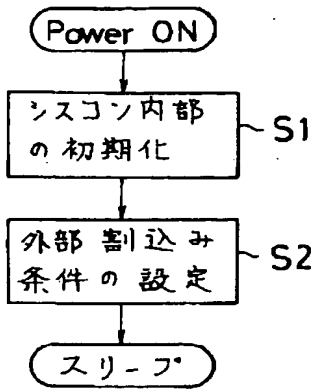 Power ON
シスコン内部
の初期化
S1
外部割込み
条件の設定
S2
スリープ